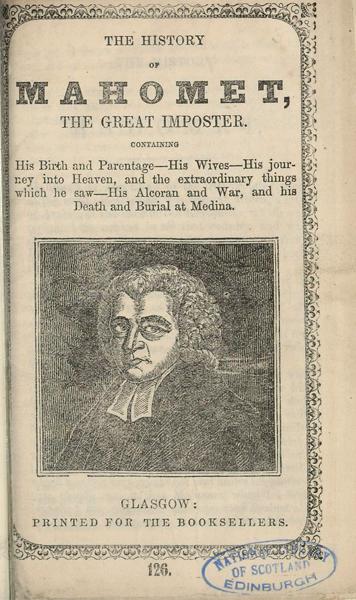 THE HISTORY
OF
MAHOMET,
THE GREAT IMPOSTER.
CONTAINING
His Birth and Parentage—His Wives—His jour-
ney into Heaven, and the extraordinary things
which he saw—His Alcoran and War, and his
Death and Burial at Medina.
GLASGOW:
PRINTED FOR THE BOOKSELLERS.
126.
NATIONAL LIBRARY
OF SCOTLAND
EDINBURGH